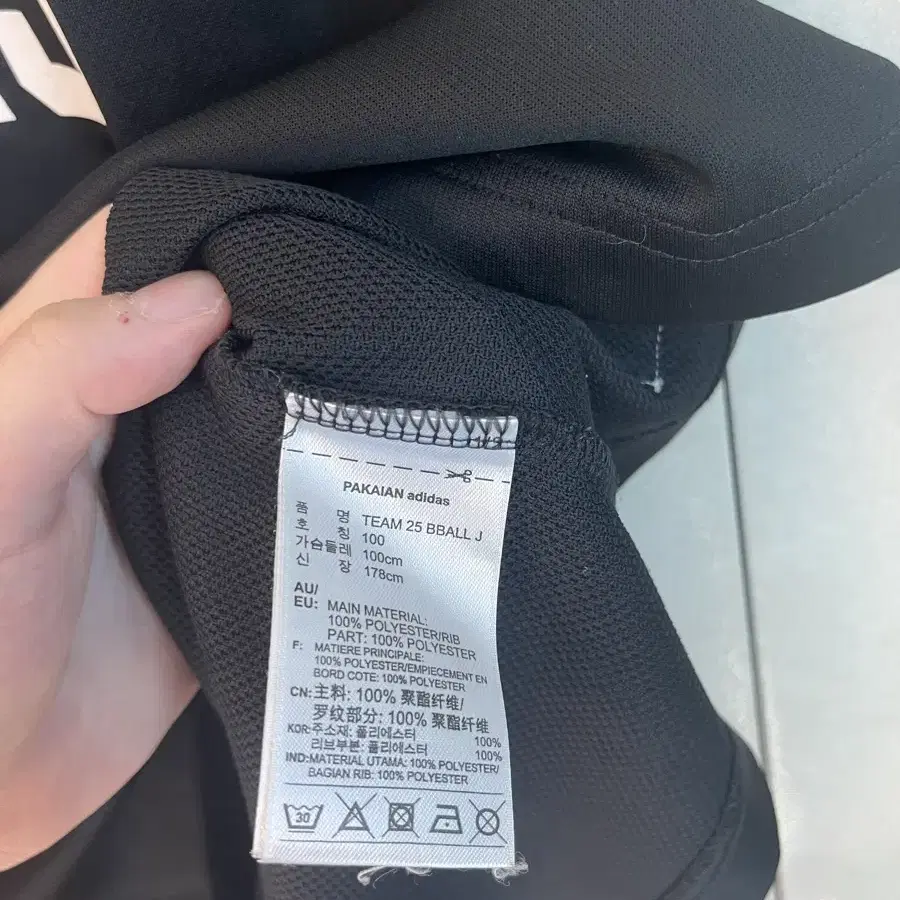 PAKAIAN adidas
품 명 TEAM 25 BBALL J
호 칭 100
가슴둘레 100cm
신 장 178cm
AU/
EU: MAIN MATERIAL:
100% POLYESTER/RIB
PART: 100% POLYESTER
F: MATIERE PRINCIPALE:
100% POLYESTER/EMPIECEMENT EN
BORD COTE: 100% POLYESTER
CN:主料: 100% 聚酯纤维/
罗纹部分: 100% 聚酯纤维
KOR:주소재: 폴리에스터 100%
리브부분: 폴리에스터 100%
IND:MATERIAL UTAMA: 100% POLYESTER/
BAGIAN RIB: 100% POLYESTER
30